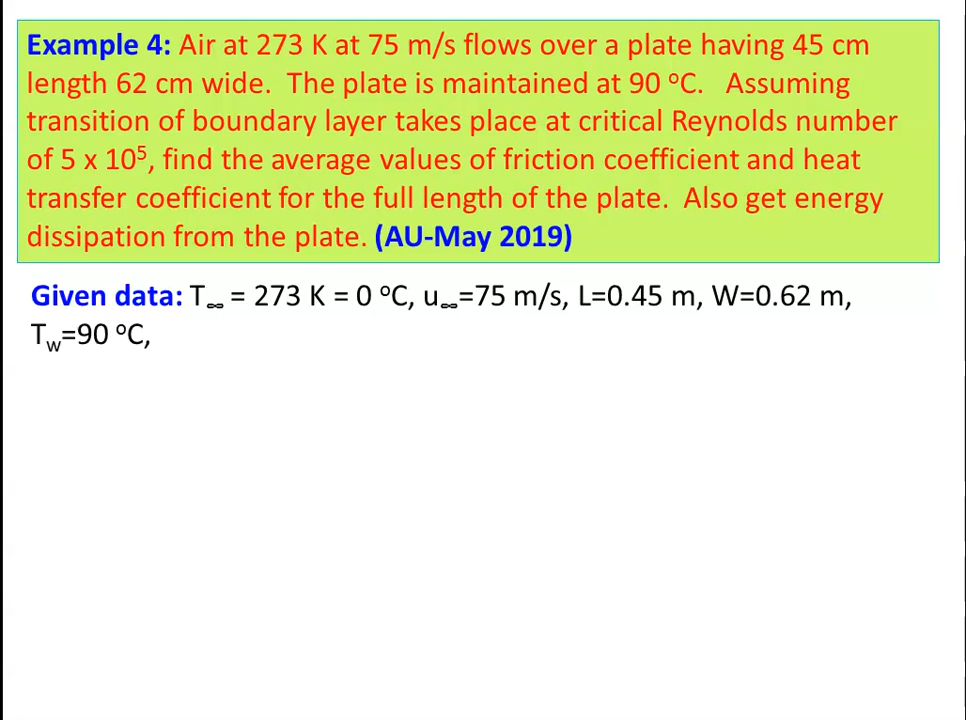 Example 4: Air at 273 K at 75 m/s flows over a plate having 45 cm
length 62 cm wide. The plate is maintained at 90 ⁰C. Assuming
transition of boundary layer takes place at critical Reynolds number
of 5 x 10⁵, find the average values of friction coefficient and heat
transfer coefficient for the full length of the plate. Also get energy
dissipation from the plate. (AU-May 2019)
Given data: T∞ = 273 K = 0 ⁰C, u∞=75 m/s, L=0.45 m, W=0.62 m,
Tw=90 ⁰C,